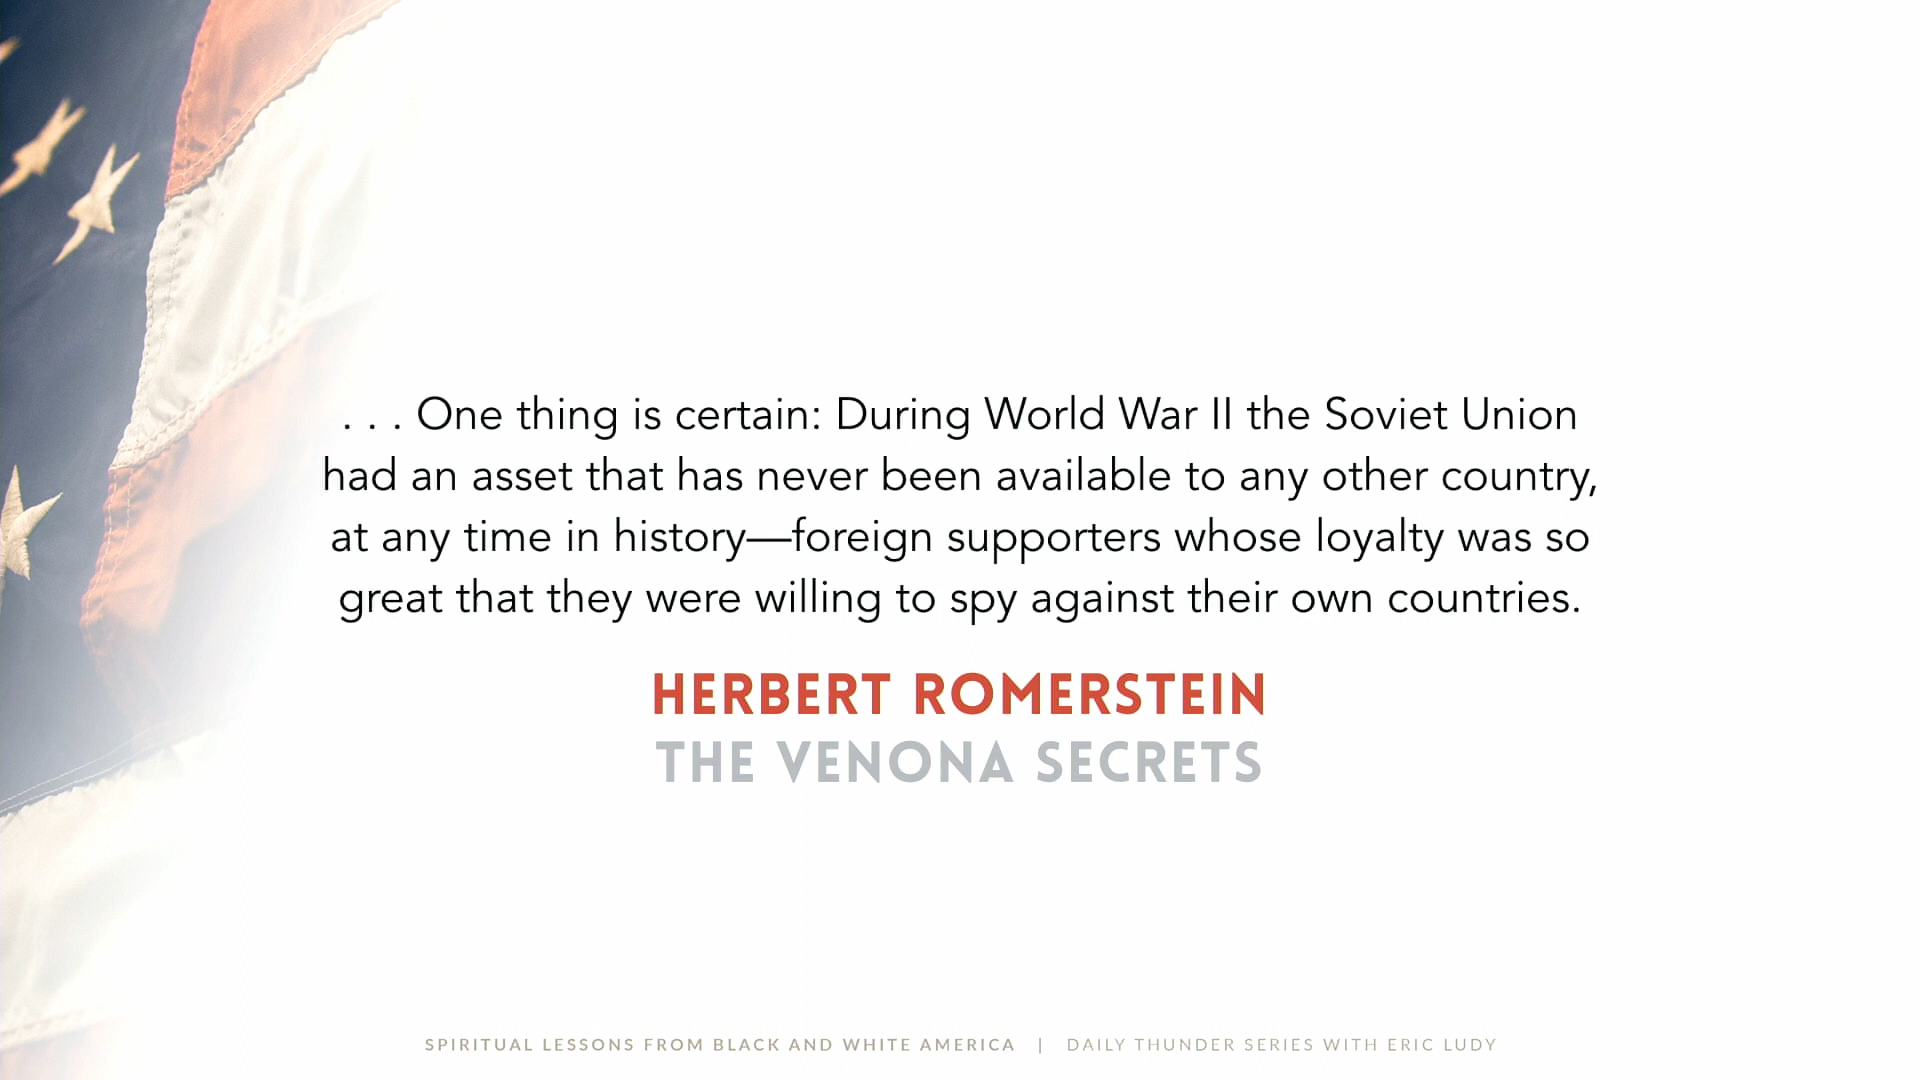 . . . One thing is certain: During World War II the Soviet Union
had an asset that has never been available to any other country,
at any time in history—foreign supporters whose loyalty was so
great that they were willing to spy against their own countries.
HERBERT ROMERSTEIN
THE VENONA SECRETS
SPIRITUAL LESSONS FROM BLACK AND WHITE AMERICA | DAILY THUNDER SERIES WITH ERIC LUDY